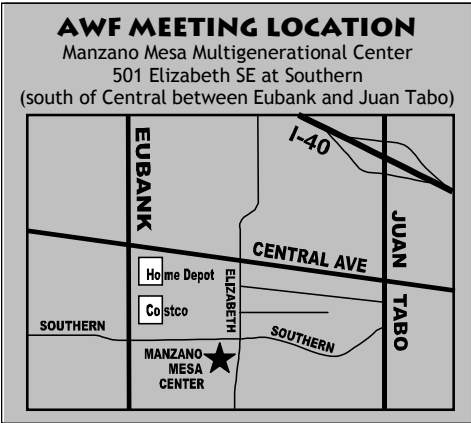 AWF MEETING LOCATION
Manzano Mesa Multigenerational Center
501 Elizabeth SE at Southern
(south of Central between Eubank and Juan Tabo)
I-40
EUBANK
JUAN TABO
CENTRAL AVE
Home Depot
ELIZABETH
Costco
SOUTHERN
SOUTHERN
MANZANO
MESA
CENTER